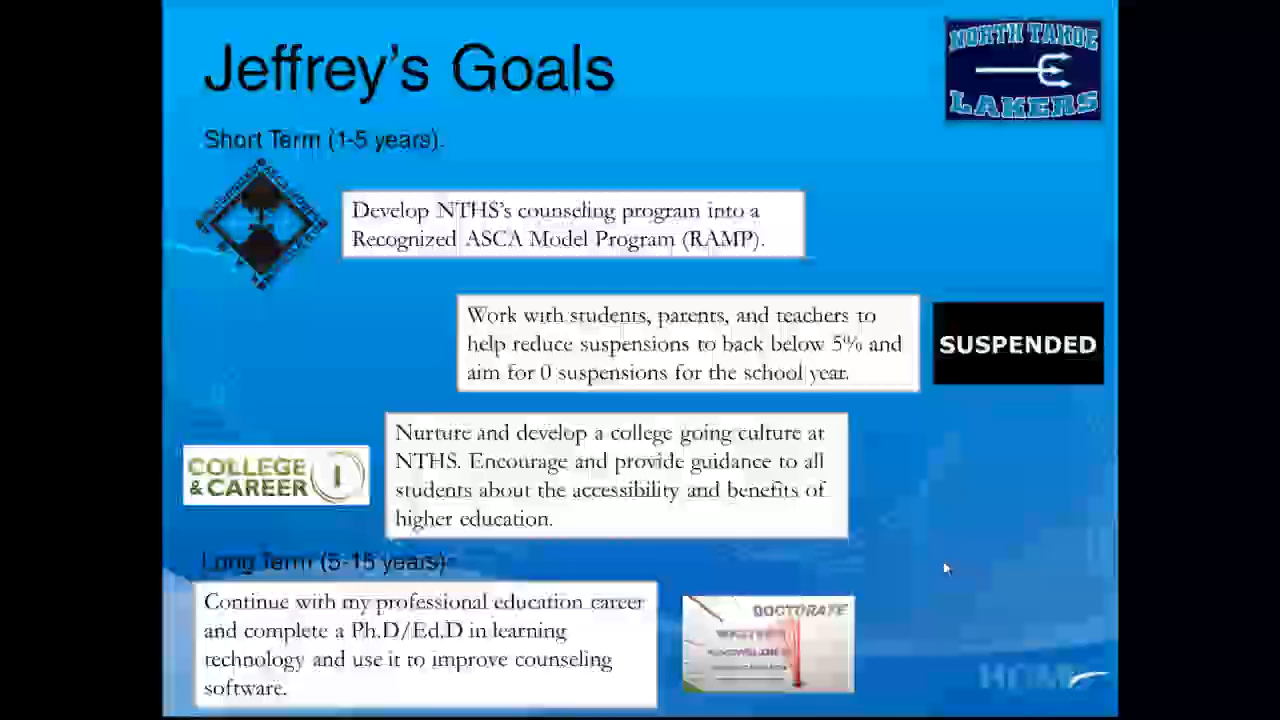 Jeffrey's Goals
NORTH TAHOE
LAKERS
Short Term (1-5 years).
Develop NTHS's counseling program into a
Recognized ASCA Model Program (RAMP).
Work with students, parents, and teachers to
help reduce suspensions to back below 5% and
aim for 0 suspensions for the school year.
SUSPENDED
Nurture and develop a college going culture at
NTHS. Encourage and provide guidance to all
students about the accessibility and benefits of
higher education.
COLLEGE
& CAREER
Long Term (5-15 years)
Continue with my professional education career
and complete a Ph.D/Ed.D in learning
technology and use it to improve counseling
software.
DOCTORATE
HOME